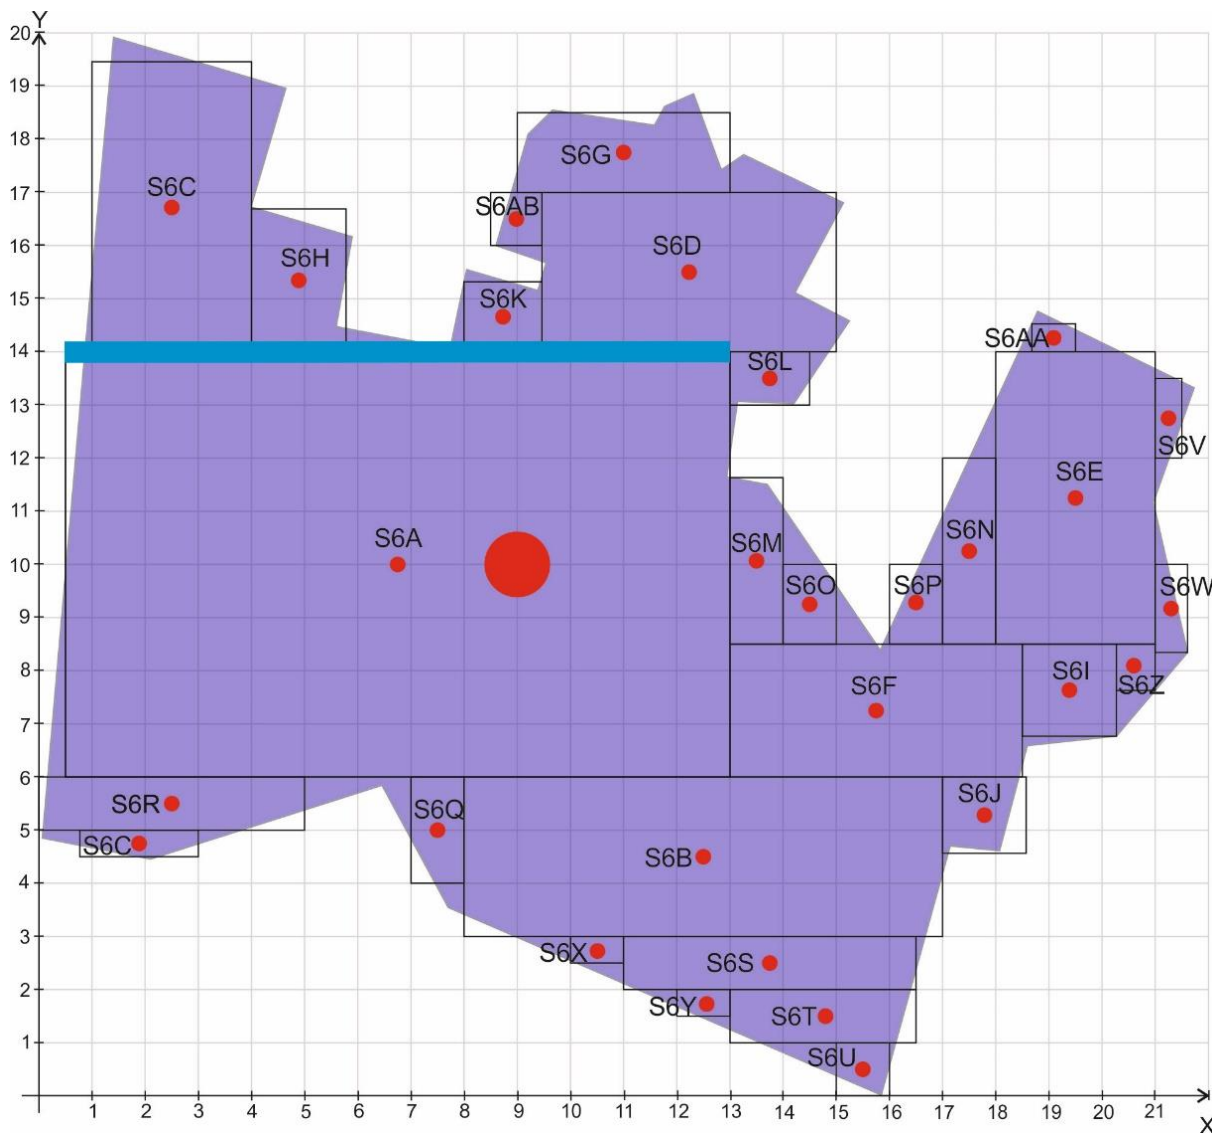 Y
20
19
18
17
16
15
14
13
12
11
10
9
8
7
6
5
4
3
2
1
S6G
S6C
S6AB
S6D
S6H
S6K
S6AA
S6L
S6V
S6E
S6A
S6M
S6N
S6O
S6P
S6W
S6I
S6Z
S6F
S6R
S6Q
S6J
S6C
S6B
S6X
S6S
S6Y
S6T
S6U
1 2 3 4 5 6 7 8 9 10 11 12 13 14 15 16 17 18 19 20 21
X